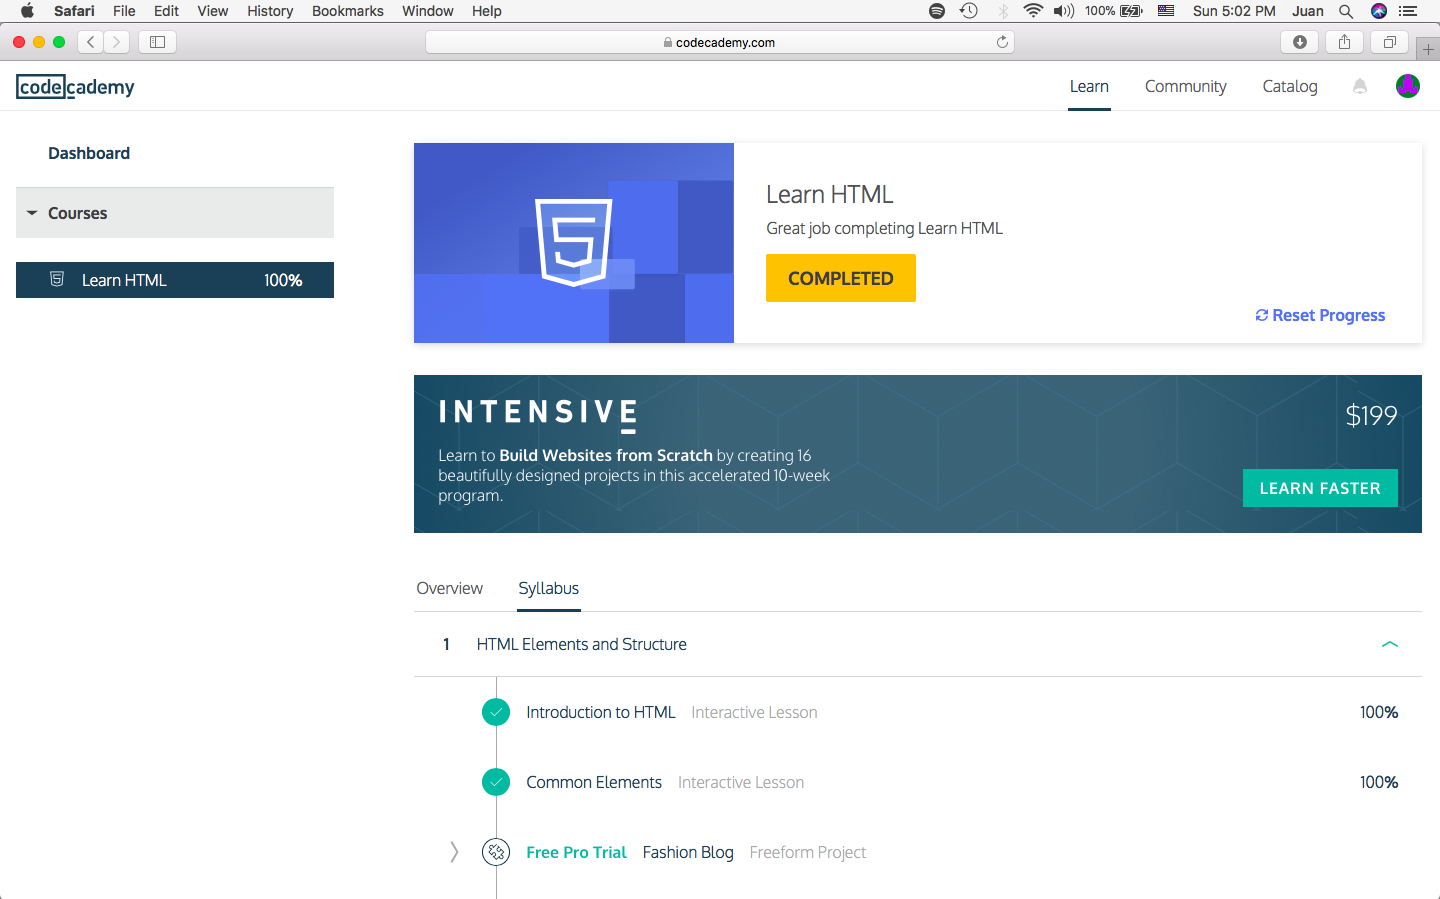 Safari File Edit View History Bookmarks Window Help 100% Sun 5:02 PM Juan
codecademy.com
codecademy Learn Community Catalog
Dashboard
Courses
Learn HTML 100%
Learn HTML
Great job completing Learn HTML
COMPLETED
Reset Progress
INTENSIVE
$199
Learn to Build Websites from Scratch by creating 16
beautifully designed projects in this accelerated 10-week
program.
LEARN FASTER
Overview Syllabus
1 HTML Elements and Structure
Introduction to HTML Interactive Lesson 100%
Common Elements Interactive Lesson 100%
Free Pro Trial Fashion Blog Freeform Project